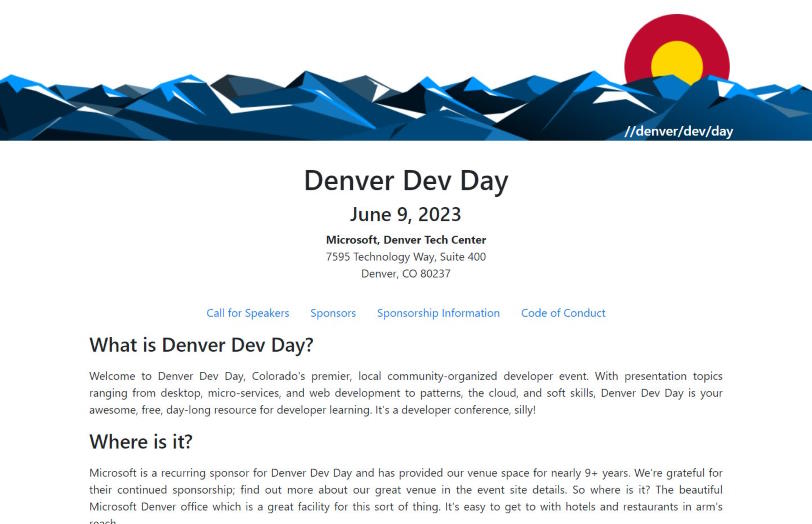 //denver/dev/day
Denver Dev Day
June 9, 2023
Microsoft, Denver Tech Center
7595 Technology Way, Suite 400
Denver, CO 80237
Call for Speakers Sponsors Sponsorship Information Code of Conduct
What is Denver Dev Day?
Welcome to Denver Dev Day, Colorado's premier, local community-organized developer event. With presentation topics
ranging from desktop, micro-services, and web development to patterns, the cloud, and soft skills, Denver Dev Day is your
awesome, free, day-long resource for developer learning. It's a developer conference, silly!
Where is it?
Microsoft is a recurring sponsor for Denver Dev Day and has provided our venue space for nearly 9+ years. We're grateful for
their continued sponsorship; find out more about our great venue in the event site details. So where is it? The beautiful
Microsoft Denver office which is a great facility for this sort of thing. It's easy to get to with hotels and restaurants in arm's
reach.